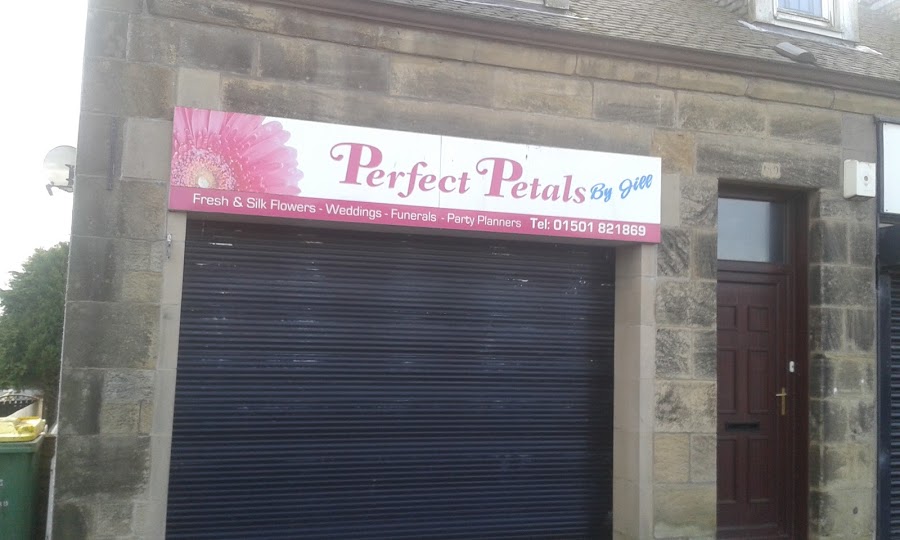 Perfect Petals By Jill
Fresh & Silk Flowers - Weddings - Funerals - Party Planners Tel: 01501 821869